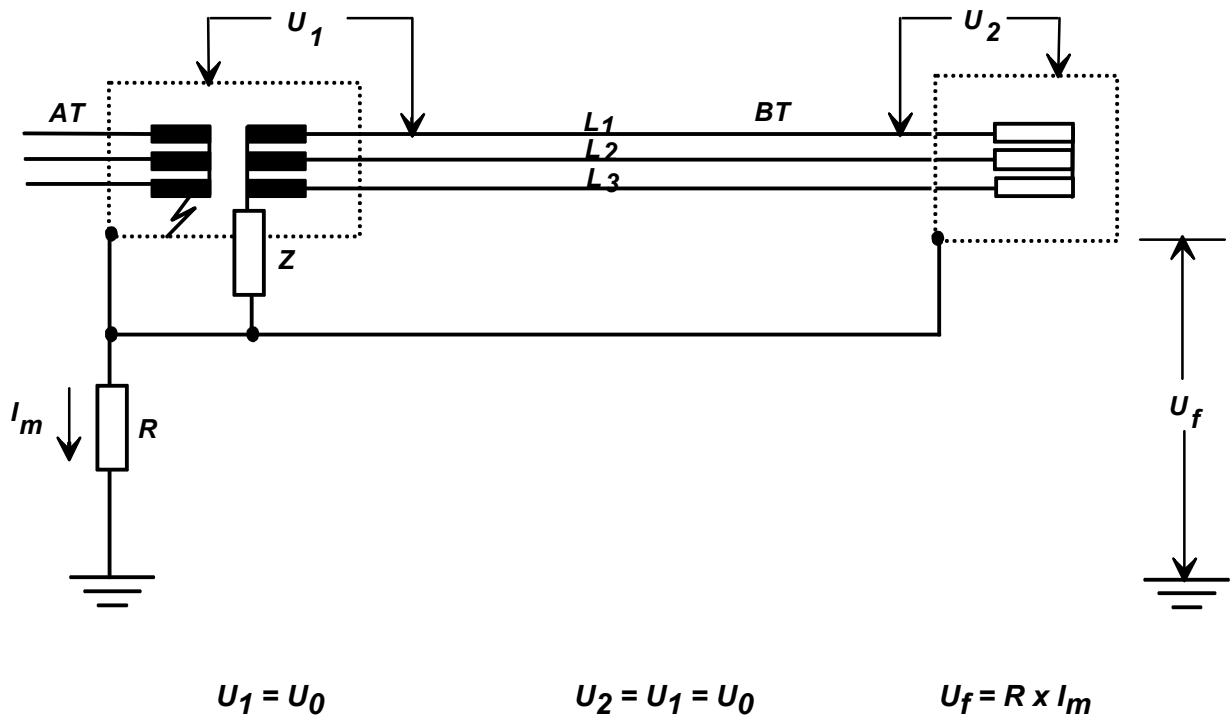 U1
U2
AT
L1
BT
L2
L3
Z
Im
R
Uf
U1 = U0
U2 = U1 = U0
Uf = R x Im